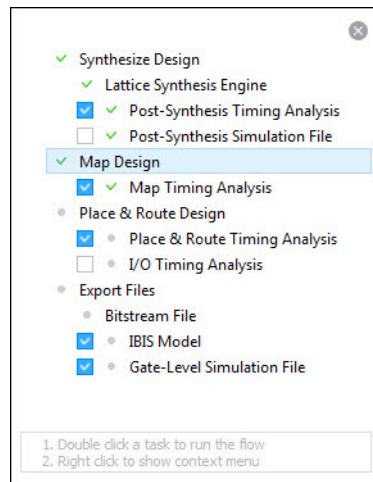 Synthesize Design
Lattice Synthesis Engine
Post-Synthesis Timing Analysis
Post-Synthesis Simulation File
Map Design
Map Timing Analysis
Place & Route Design
Place & Route Timing Analysis
I/O Timing Analysis
Export Files
Bitstream File
IBIS Model
Gate-Level Simulation File
1. Double click a task to run the flow
2. Right click to show context menu